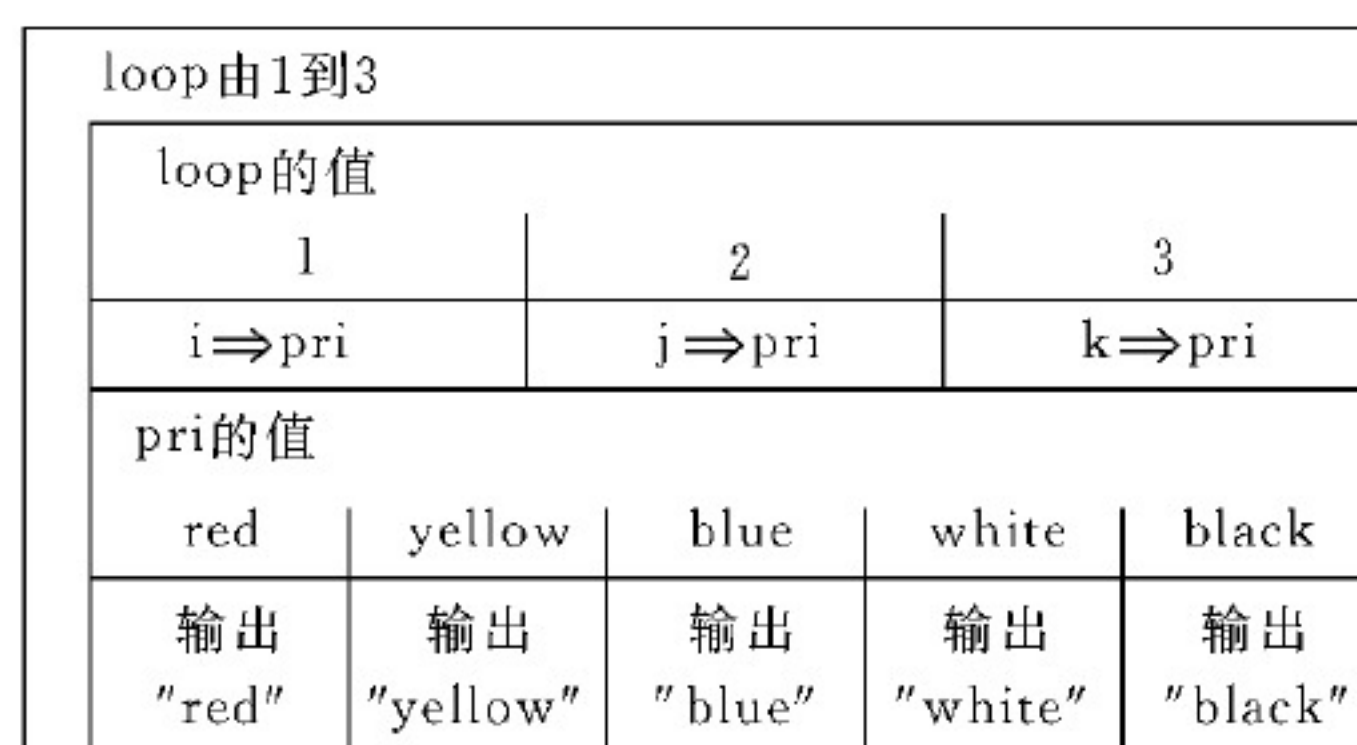 loop由1到3
loop的值
1 2 3
i⇒pri j⇒pri k⇒pri
pri的值
red yellow blue white black
输出 输出 输出 输出 输出
"red" "yellow" "blue" "white" "black"